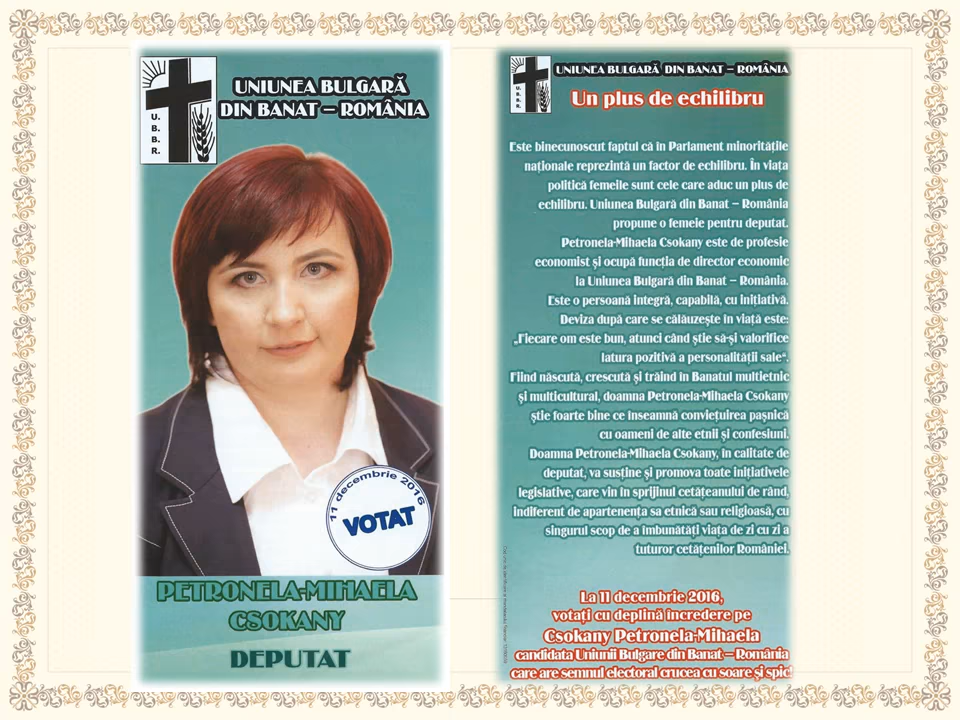 U.
B.
B.
R.
UNIUNEA BULGARĂ
DIN BANAT – ROMÂNIA
11 decembrie 2016
VOTAT
PETRONELA-MIHAELA
CSOKANY
DEPUTAT
U.
B.
B.
R.
UNIUNEA BULGARĂ DIN BANAT – ROMÂNIA
Un plus de echilibru
Este binecunoscut faptul că în Parlament minoritățile
naționale reprezintă un factor de echilibru. În viața
politică femeile sunt cele care aduc un plus de
echilibru. Uniunea Bulgară din Banat – România
propune o femeie pentru deputat.
Petronela-Mihaela Csokany este de profesie
economist și ocupă funcția de director economic
la Uniunea Bulgară din Banat – România.
Este o persoană integră, capabilă, cu inițiativă.
Deviza după care se călăuzește în viață este:
„Fiecare om este bun, atunci când știe să-și valorifice
latura pozitivă a personalității sale“.
Fiind născută, crescută și trăind în Banatul multietnic
și multicultural, doamna Petronela-Mihaela Csokany
știe foarte bine ce înseamnă conviețuirea pașnică
cu oameni de alte etnii și confesiuni.
Doamna Petronela-Mihaela Csokany, în calitate de
deputat, va susține și promova toate inițiativele
legislative, care vin în sprijinul cetățeanului de rând,
indiferent de apartenența sa etnică sau religioasă, cu
singurul scop de a îmbunătăți viața de zi cu zi a
tuturor cetățenilor României.
La 11 decembrie 2016,
votați cu deplină încredere pe
Csokany Petronela-Mihaela
candidata Uniunii Bulgare din Banat – România
care are semnul electoral crucea cu soare și spic!